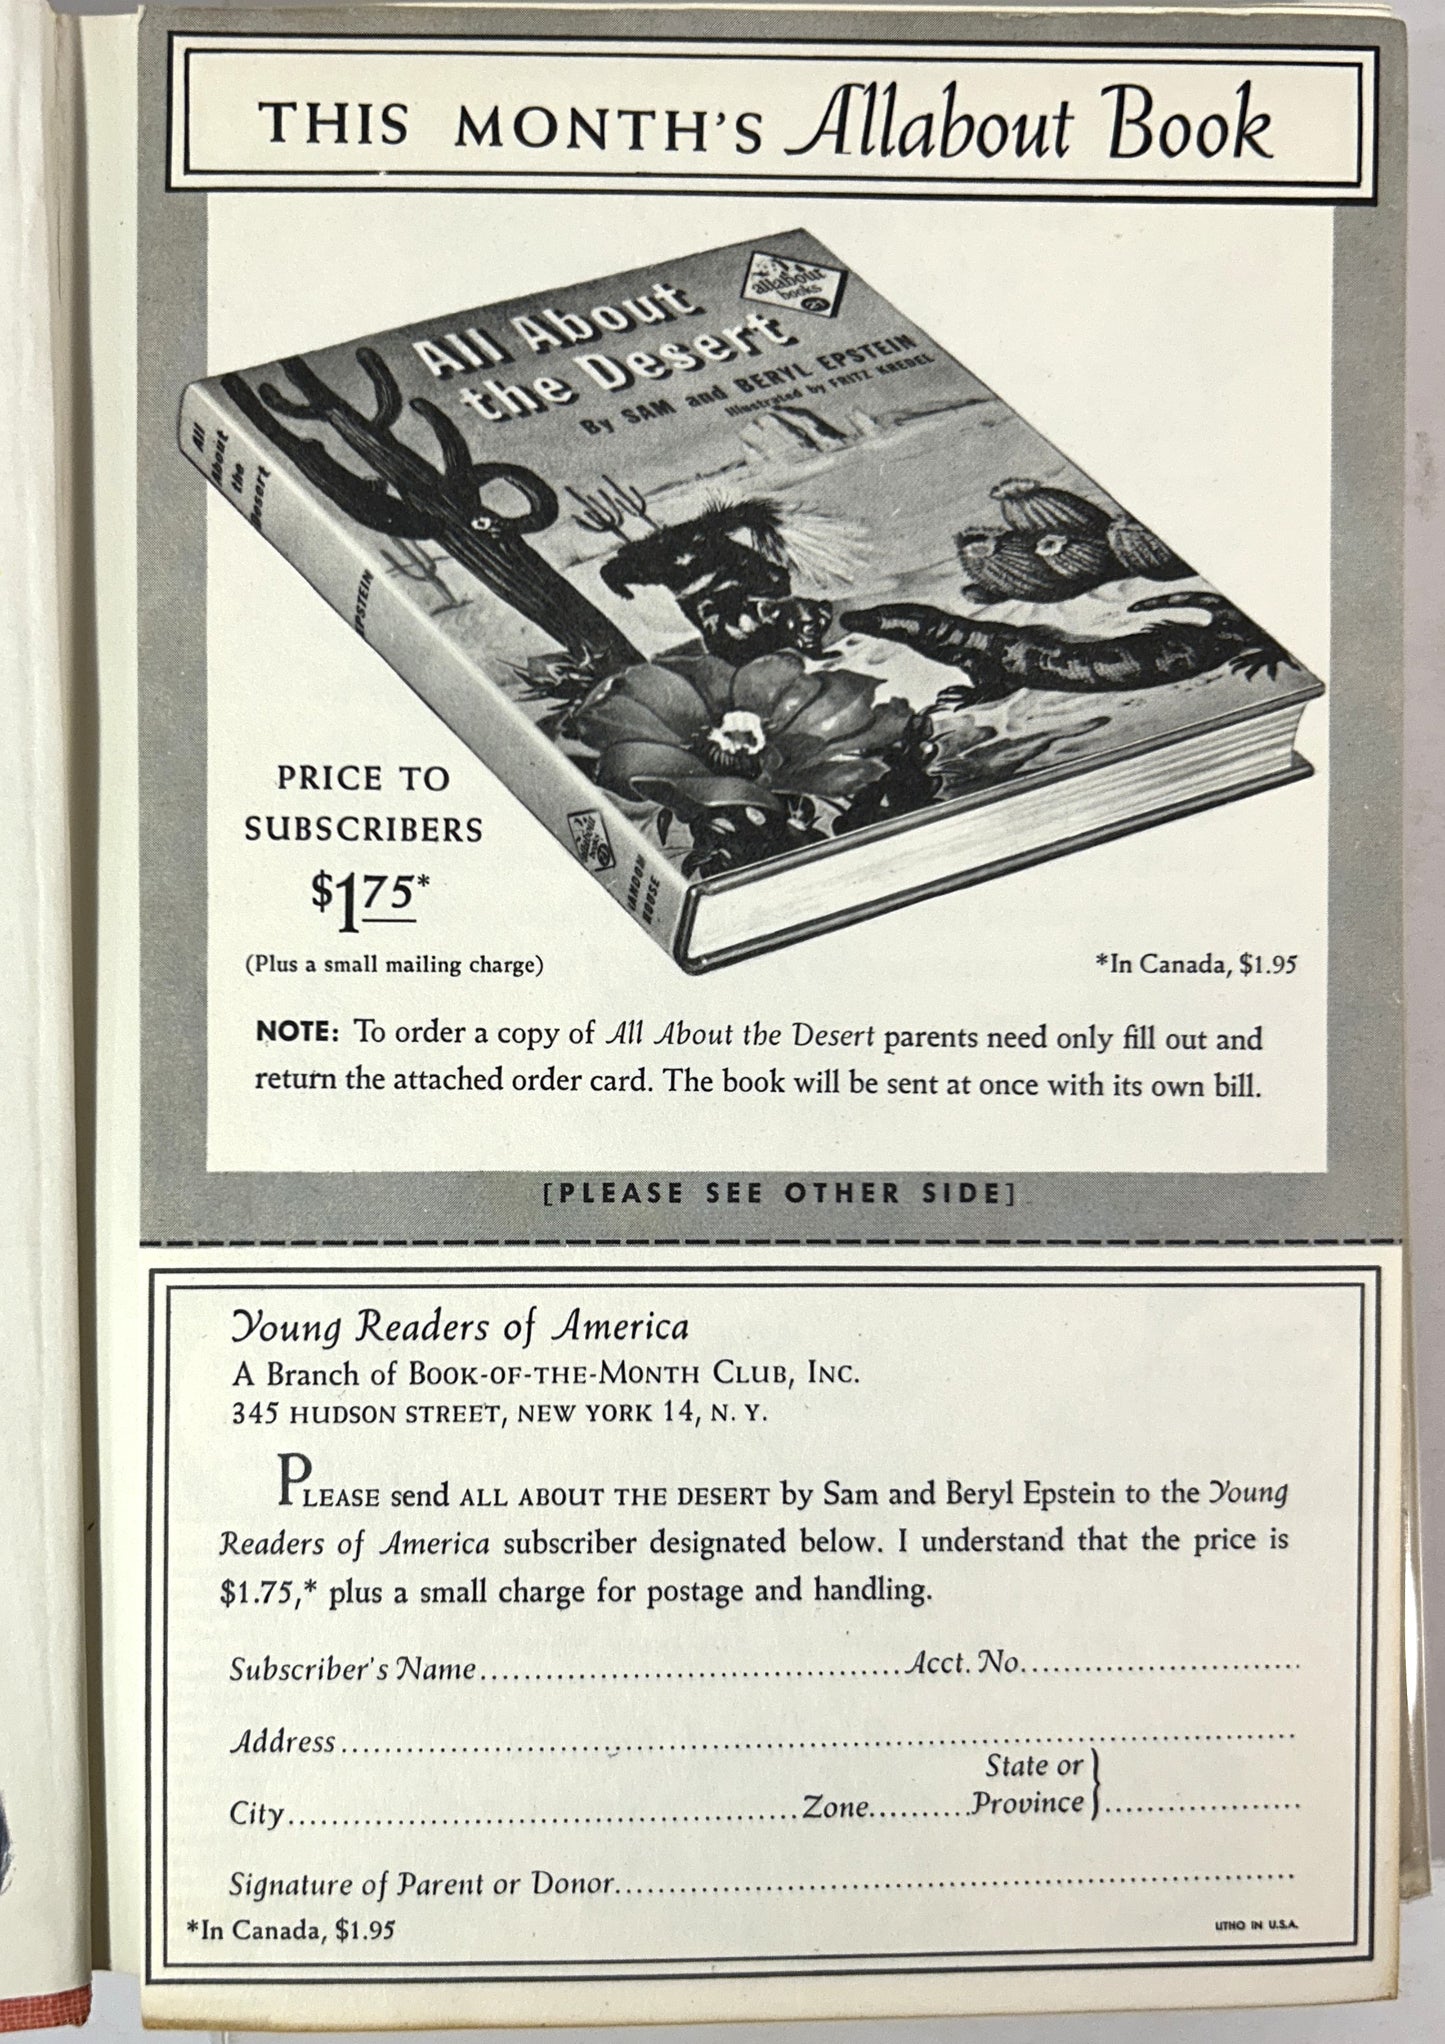 THIS MONTH'S Allabout Book
allabout
books
21
All About
the Desert
By SAM and BERYL EPSTEIN
Illustrated by FRITZ KREDEL
All
About
the
Desert
EPSTEIN
allabout
books
RANDOM
HOUSE
PRICE TO
SUBSCRIBERS
$1.75*
(Plus a small mailing charge)
*In Canada, $1.95
NOTE: To order a copy of All About the Desert parents need only fill out and
return the attached order card. The book will be sent at once with its own bill.
[PLEASE SEE OTHER SIDE]
Young Readers of America
A Branch of BOOK-OF-THE-MONTH CLUB, INC.
345 HUDSON STREET, NEW YORK 14, N. Y.
PLEASE send ALL ABOUT THE DESERT by Sam and Beryl Epstein to the Young
Readers of America subscriber designated below. I understand that the price is
$1.75,* plus a small charge for postage and handling.
Subscriber's Name........................................Acct. No..........................
Address..........................................................................................
City................................................Zone..........State or Province}....................
Signature of Parent or Donor................................................................
*In Canada, $1.95
LITHO IN U.S.A.